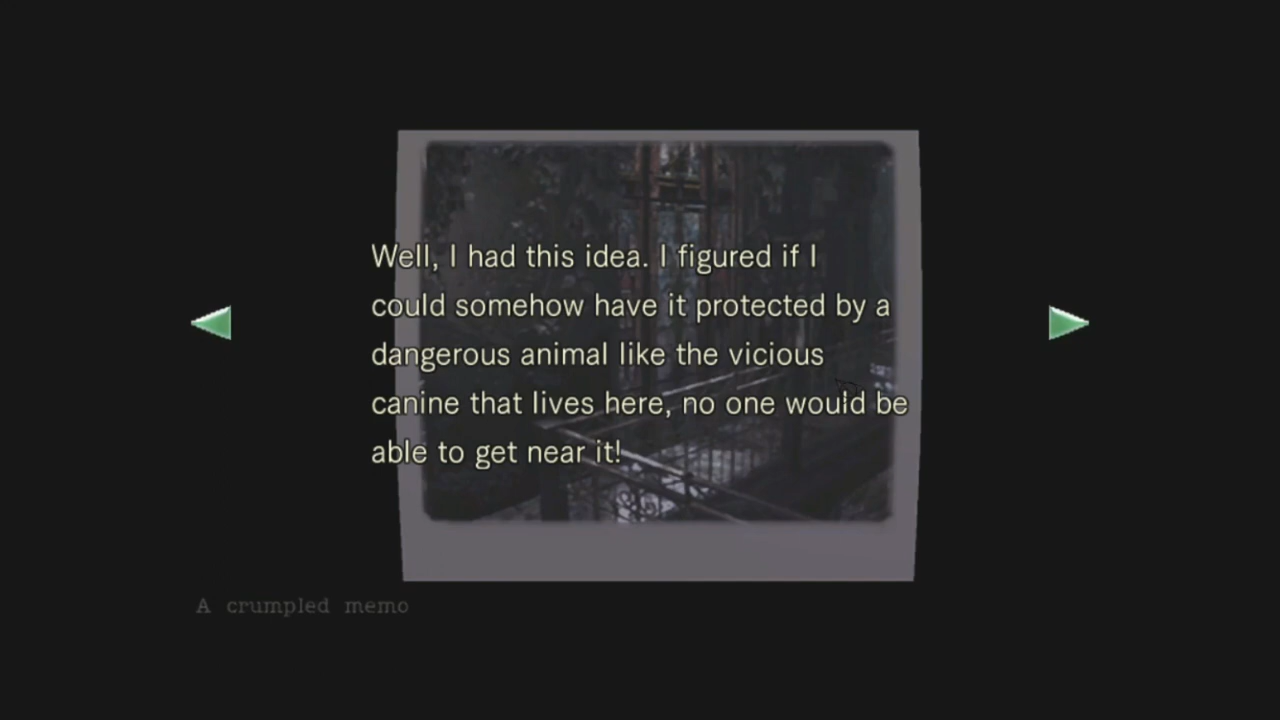 Well, I had this idea. I figured if I
could somehow have it protected by a
dangerous animal like the vicious
canine that lives here, no one would be
able to get near it!
A crumpled memo